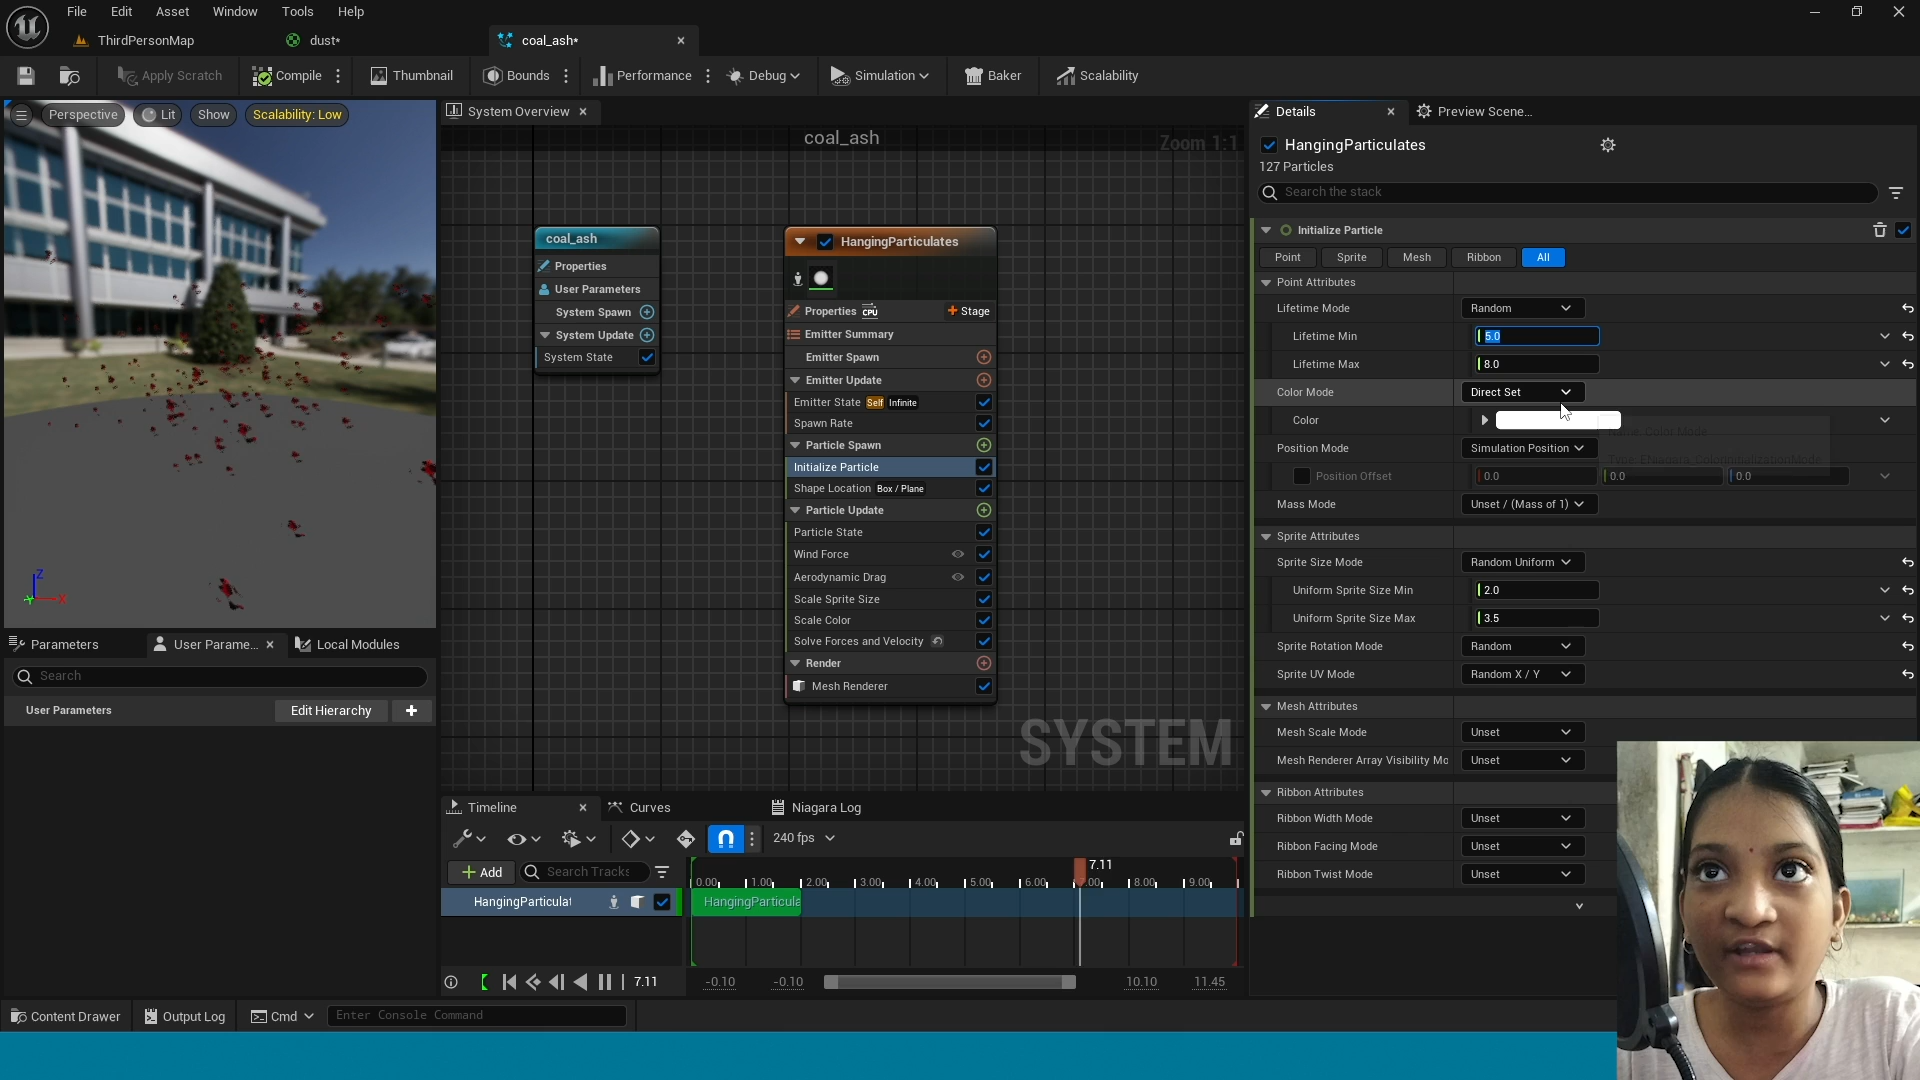 File Edit Asset Window Tools Help
ThirdPersonMap dust* coal_ash*
Apply Scratch Compile Thumbnail Bounds Performance Debug Simulation Baker Scalability
Perspective Lit Show Scalability: Low
System Overview
coal_ash
Zoom 1:1
coal_ash
Properties
User Parameters
System Spawn
System Update
System State
HangingParticulates
Properties CPU Stage
Emitter Summary
Emitter Spawn
Emitter Update
Emitter State Self Infinite
Spawn Rate
Particle Spawn
Initialize Particle
Shape Location Box / Plane
Particle Update
Particle State
Wind Force
Aerodynamic Drag
Scale Sprite Size
Scale Color
Solve Forces and Velocity
Render
Mesh Renderer
SYSTEM
Z
X
Y
Parameters User Parame... Local Modules
Search
User Parameters Edit Hierarchy
Timeline Curves Niagara Log
240 fps
Add Search Tracks
7.11
0.00 1.00 2.00 3.00 4.00 5.00 6.00 7.00 8.00 9.00
HangingParticulat HangingParticula
7.11 -0.10 -0.10 10.10 11.45
Content Drawer Output Log Cmd Enter Console Command
Details Preview Scene...
HangingParticulates
127 Particles
Search the stack
Initialize Particle
Point Sprite Mesh Ribbon All
Point Attributes
Lifetime Mode Random
Lifetime Min 5.0
Lifetime Max 8.0
Color Mode Direct Set
Color
Name: Color Mode
Position Mode Simulation Position
Type: ENiagara_ColorInitializationMode
Position Offset 0.0 0.0 0.0
Mass Mode Unset / (Mass of 1)
Sprite Attributes
Sprite Size Mode Random Uniform
Uniform Sprite Size Min 2.0
Uniform Sprite Size Max 3.5
Sprite Rotation Mode Random
Sprite UV Mode Random X / Y
Mesh Attributes
Mesh Scale Mode Unset
Mesh Renderer Array Visibility Mo Unset
Ribbon Attributes
Ribbon Width Mode Unset
Ribbon Facing Mode Unset
Ribbon Twist Mode Unset